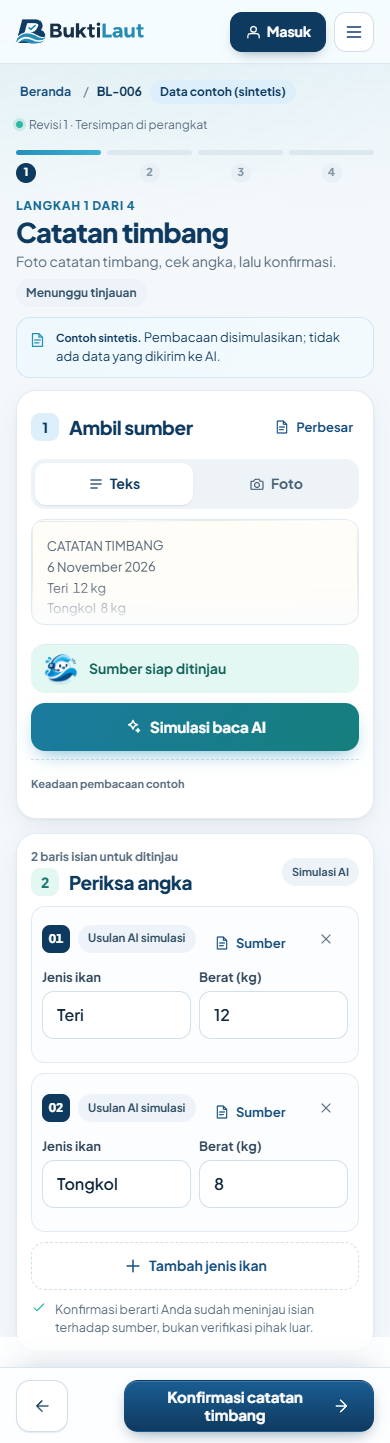 BuktiLaut
Masuk
Beranda / BL-006 Data contoh (sintetis)
Revisi 1 · Tersimpan di perangkat
1 2 3 4
LANGKAH 1 DARI 4
Catatan timbang
Foto catatan timbang, cek angka, lalu konfirmasi.
Menunggu tinjauan
Contoh sintetis. Pembacaan disimulasikan; tidak
ada data yang dikirim ke AI.
1 Ambil sumber Perbesar
Teks Foto
CATATAN TIMBANG
6 November 2026
Teri 12 kg
Tongkol 8 kg
Sumber siap ditinjau
Simulasi baca AI
Keadaan pembacaan contoh
2 baris isian untuk ditinjau
2 Periksa angka Simulasi AI
01 Usulan AI simulasi Sumber
Jenis ikan Berat (kg)
Teri 12
02 Usulan AI simulasi Sumber
Jenis ikan Berat (kg)
Tongkol 8
Tambah jenis ikan
Konfirmasi berarti Anda sudah meninjau isian
terhadap sumber, bukan verifikasi pihak luar.
Konfirmasi catatan
timbang